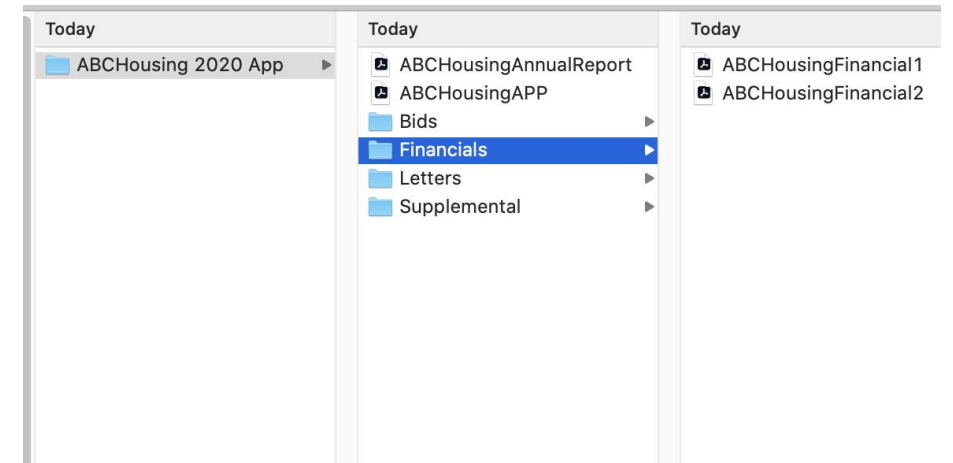 Today
ABCHousing 2020 App
Today
ABCHousingAnnualReport
ABCHousingAPP
Bids
Financials
Letters
Supplemental
Today
ABCHousingFinancial1
ABCHousingFinancial2